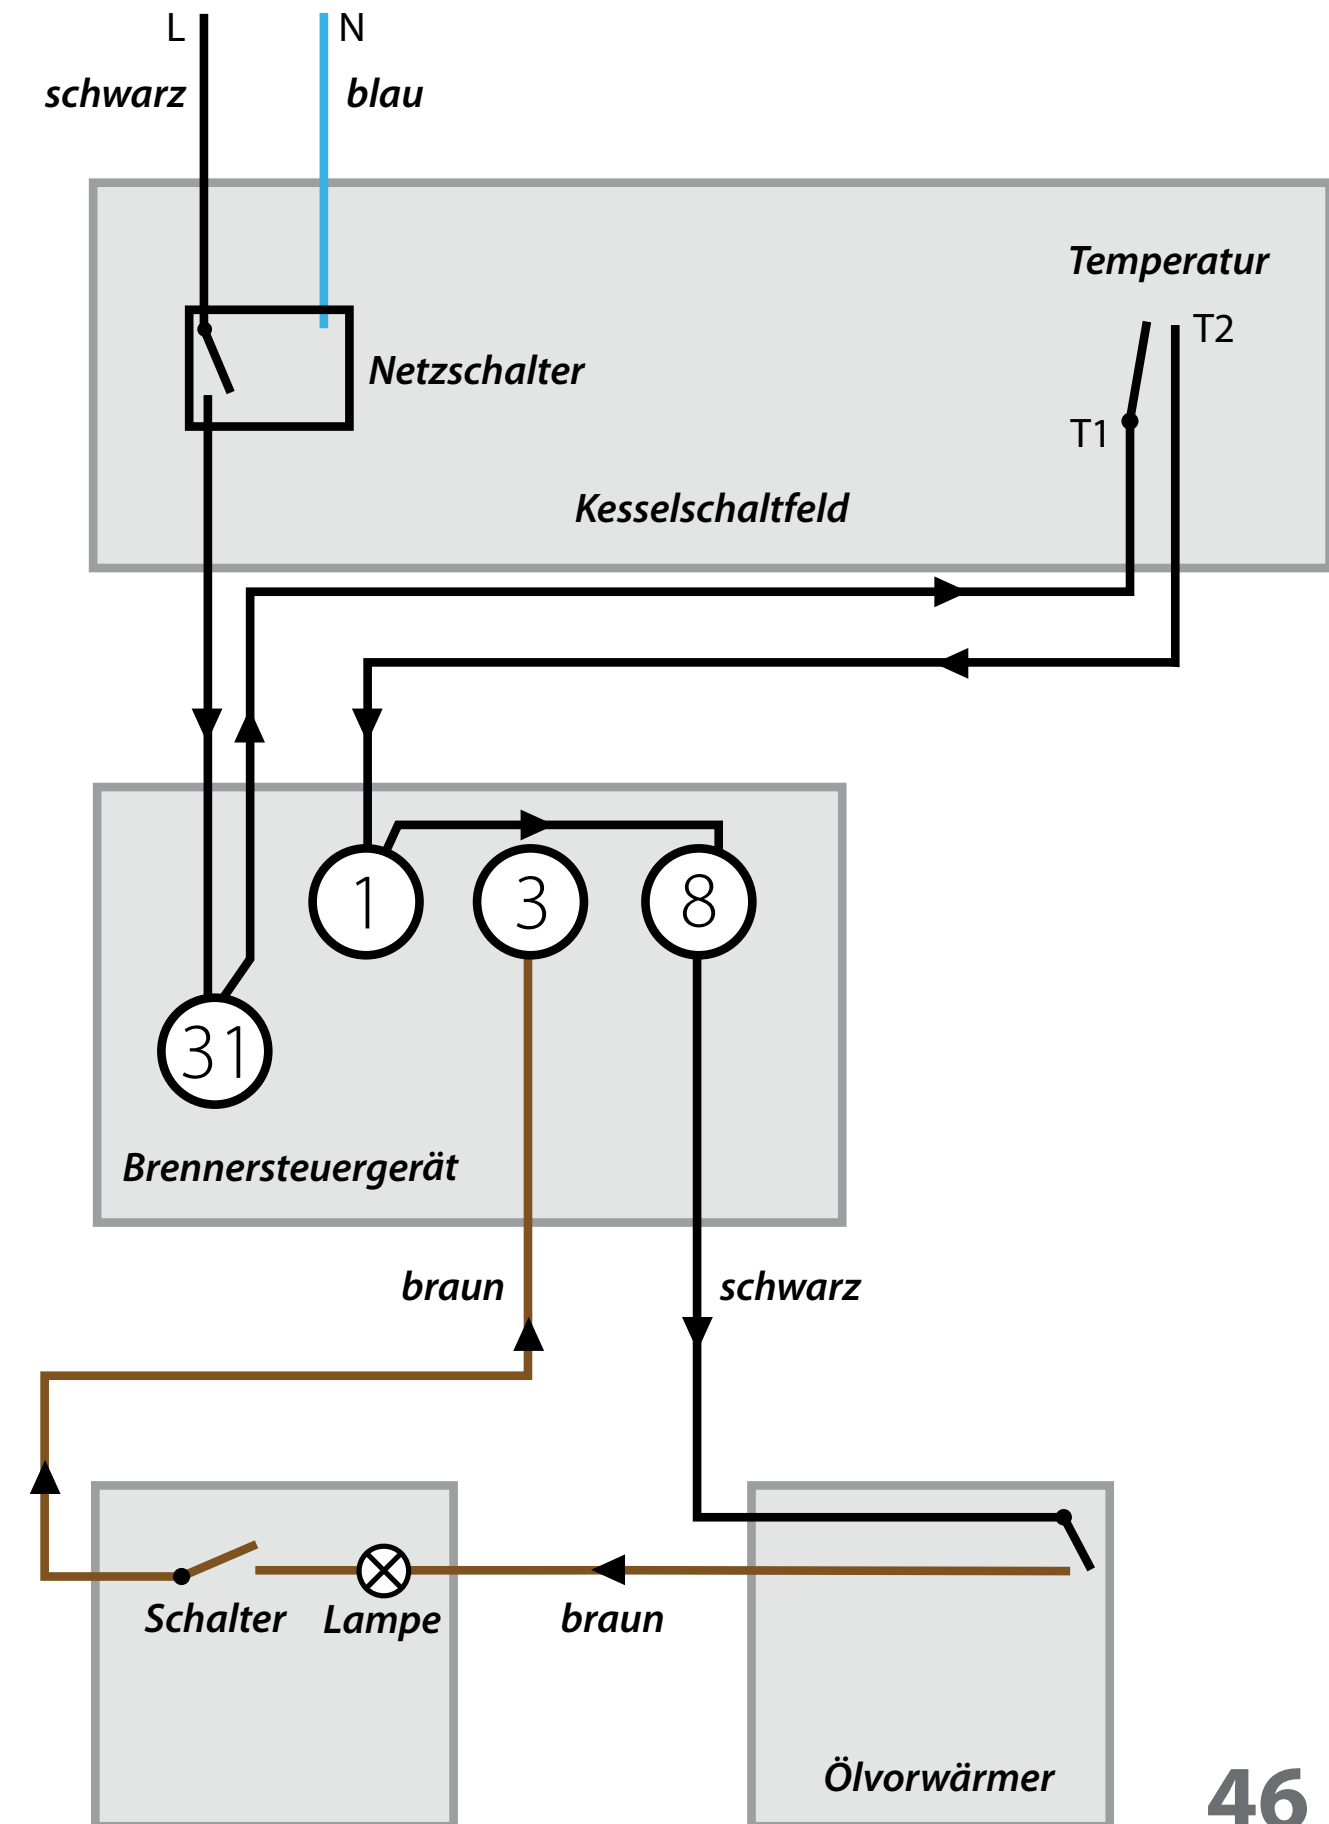 L N
schwarz blau
Temperatur
T2
Netzschalter
T1
Kesselschaltfeld
1 3 8
31
Brennersteuergerät
braun schwarz
Schalter Lampe braun
Ölvorwärmer
46